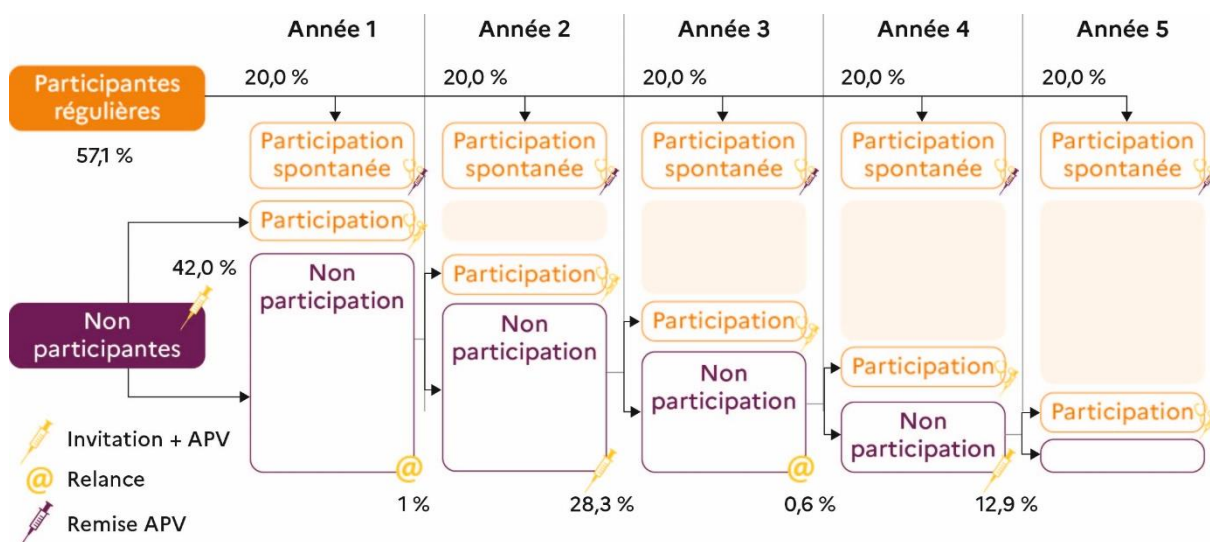 Année 1
Année 2
Année 3
Année 4
Année 5
20,0 %
20,0 %
20,0 %
20,0 %
20,0 %
Participantes
régulières
57,1 %
Participation
spontanée
Participation
spontanée
Participation
spontanée
Participation
spontanée
Participation
spontanée
Participation
42,0 %
Non
participation
Participation
Non
participantes
Non
participation
Participation
Non
participation
Participation
Non
participation
Participation
Invitation + APV
@ Relance
Remise APV
@
1 %
28,3 %
@
0,6 %
12,9 %